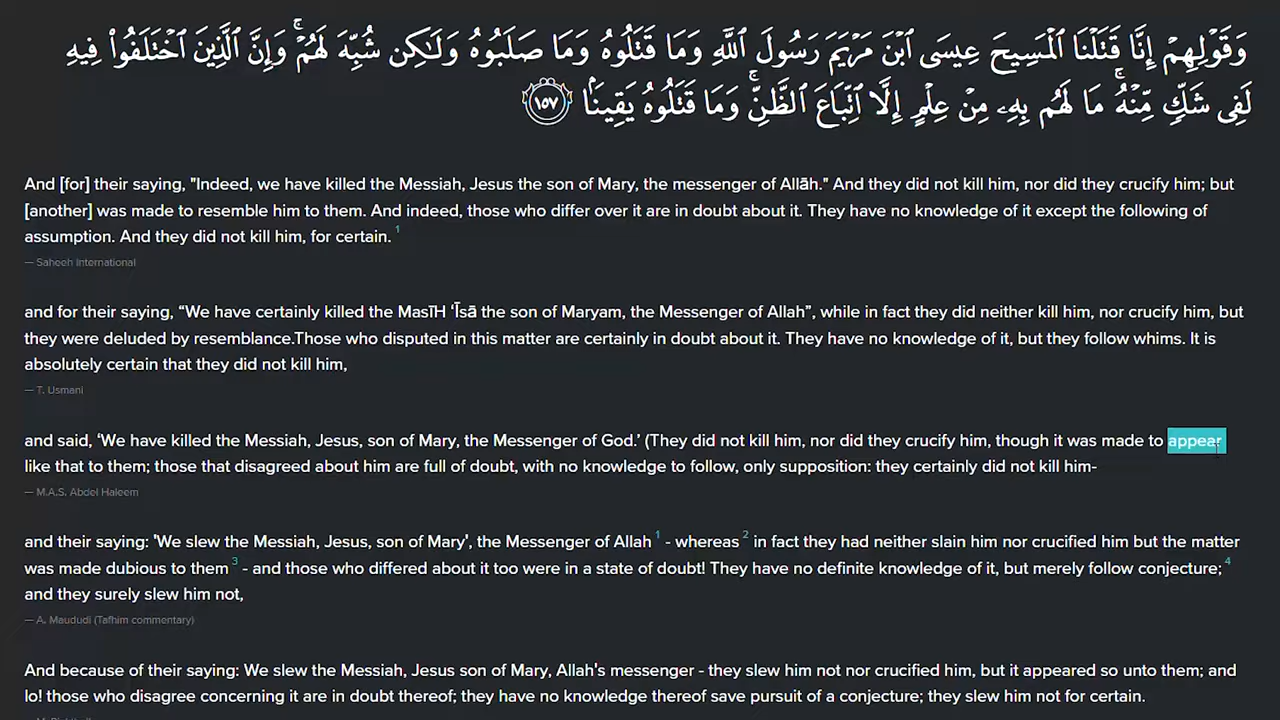 وَقَوْلِهِمْ إِنَّا قَتَلْنَا ٱلْمَسِيحَ عِيسَى ٱبْنَ مَرْيَمَ رَسُولَ ٱللَّهِ وَمَا قَتَلُوهُ وَمَا صَلَبُوهُ وَلَـٰكِن شُبِّهَ لَهُمْ ۚ وَإِنَّ ٱلَّذِينَ ٱخْتَلَفُوا۟ فِيهِ
لَفِى شَكٍّ مِّنْهُ ۚ مَا لَهُم بِهِۦ مِنْ عِلْمٍ إِلَّا ٱتِّبَاعَ ٱلظَّنِّ ۚ وَمَا قَتَلُوهُ يَقِينًۢا ١٥٧
And [for] their saying, "Indeed, we have killed the Messiah, Jesus the son of Mary, the messenger of Allāh." And they did not kill him, nor did they crucify him; but
[another] was made to resemble him to them. And indeed, those who differ over it are in doubt about it. They have no knowledge of it except the following of
assumption. And they did not kill him, for certain. 1
— Saheeh International
and for their saying, “We have certainly killed the MasīH ‘Īsā the son of Maryam, the Messenger of Allah”, while in fact they did neither kill him, nor crucify him, but
they were deluded by resemblance.Those who disputed in this matter are certainly in doubt about it. They have no knowledge of it, but they follow whims. It is
absolutely certain that they did not kill him,
— T. Usmani
and said, ‘We have killed the Messiah, Jesus, son of Mary, the Messenger of God.’ (They did not kill him, nor did they crucify him, though it was made to appear
like that to them; those that disagreed about him are full of doubt, with no knowledge to follow, only supposition: they certainly did not kill him-
— M.A.S. Abdel Haleem
and their saying: 'We slew the Messiah, Jesus, son of Mary', the Messenger of Allah 1 - whereas 2 in fact they had neither slain him nor crucified him but the matter
was made dubious to them 3 - and those who differed about it too were in a state of doubt! They have no definite knowledge of it, but merely follow conjecture; 4
and they surely slew him not,
— A. Maududi (Tafhim commentary)
And because of their saying: We slew the Messiah, Jesus son of Mary, Allah's messenger - they slew him not nor crucified him, but it appeared so unto them; and
lo! those who disagree concerning it are in doubt thereof; they have no knowledge thereof save pursuit of a conjecture; they slew him not for certain.